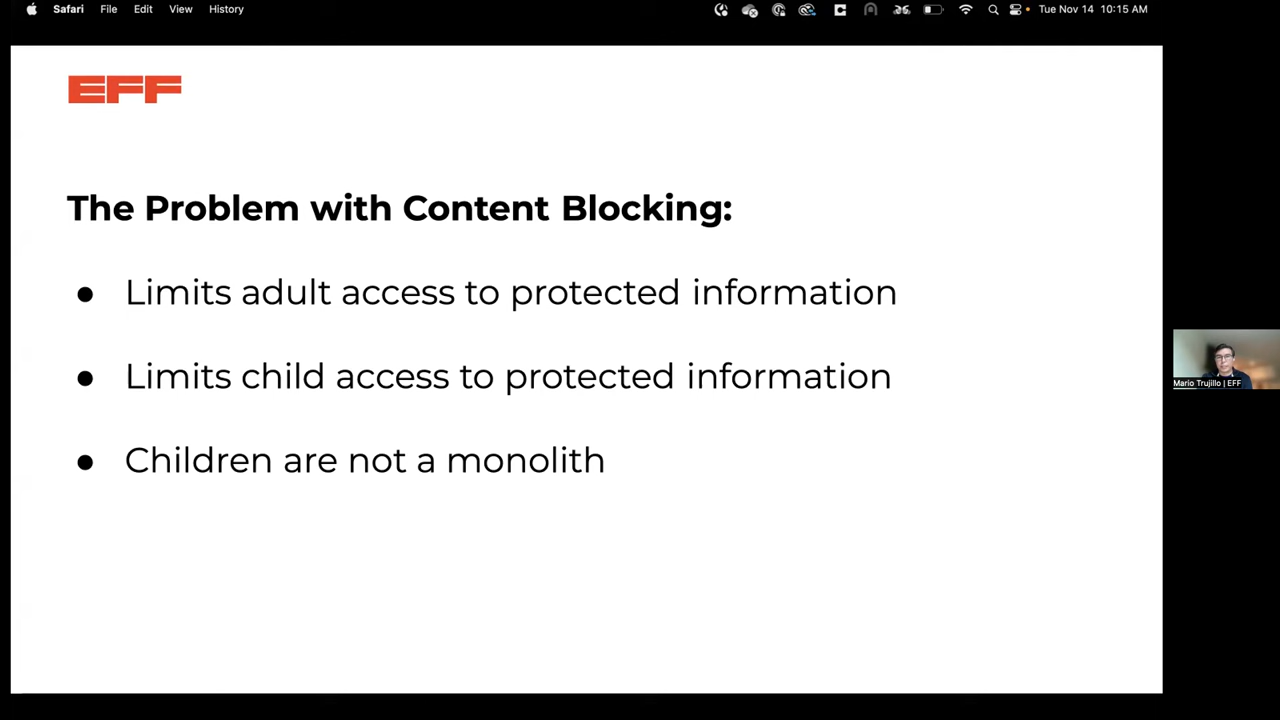 Safari File Edit View History Tue Nov 14 10:15 AM
EFF
The Problem with Content Blocking:
● Limits adult access to protected information
● Limits child access to protected information
● Children are not a monolith
Mario Trujillo | EFF